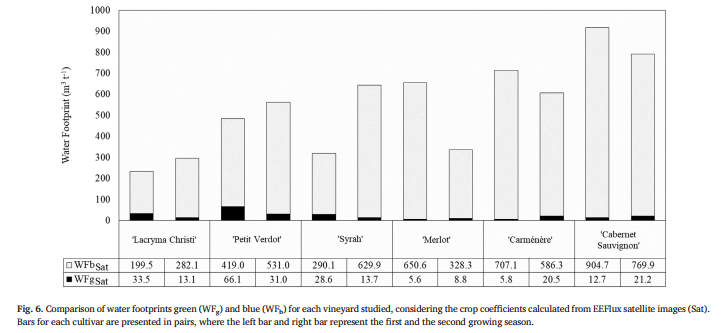 1000
900
800
700
600
500
400
300
200
100
0
Water Footprint (m³ t⁻¹)
'Lacryma Christi' 'Petit Verdot' 'Syrah' 'Merlot' 'Carménère' 'Cabernet Sauvignon'
WFbSat 199.5 282.1 419.0 531.0 290.1 629.9 650.6 328.3 707.1 586.3 904.7 769.9
WFgSat 33.5 13.1 66.1 31.0 28.6 13.7 5.6 8.8 5.8 20.5 12.7 21.2
Fig. 6. Comparison of water footprints green (WFg) and blue (WFb) for each vineyard studied, considering the crop coefficients calculated from EEFlux satellite images (Sat).
Bars for each cultivar are presented in pairs, where the left bar and right bar represent the first and the second growing season.